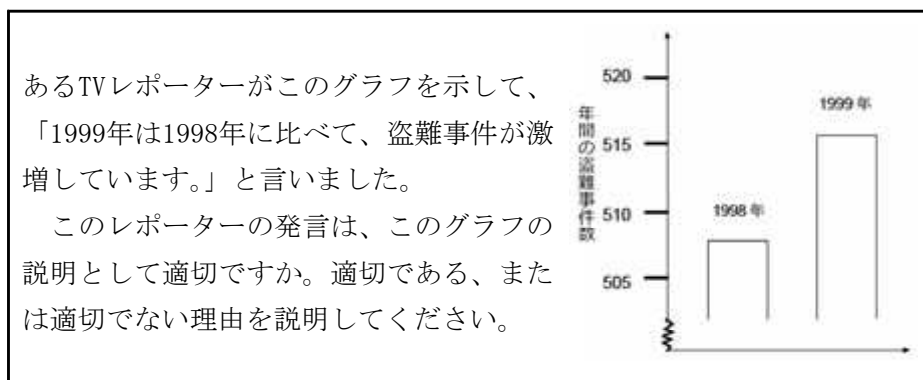 あるTVレポーターがこのグラフを示して、
「1999年は1998年に比べて、盗難事件が激
増しています。」と言いました。
　このレポーターの発言は、このグラフの
説明として適切ですか。適切である、また
は適切でない理由を説明してください。
年間の盗難事件数
520
515
510
505
1999年
1998年